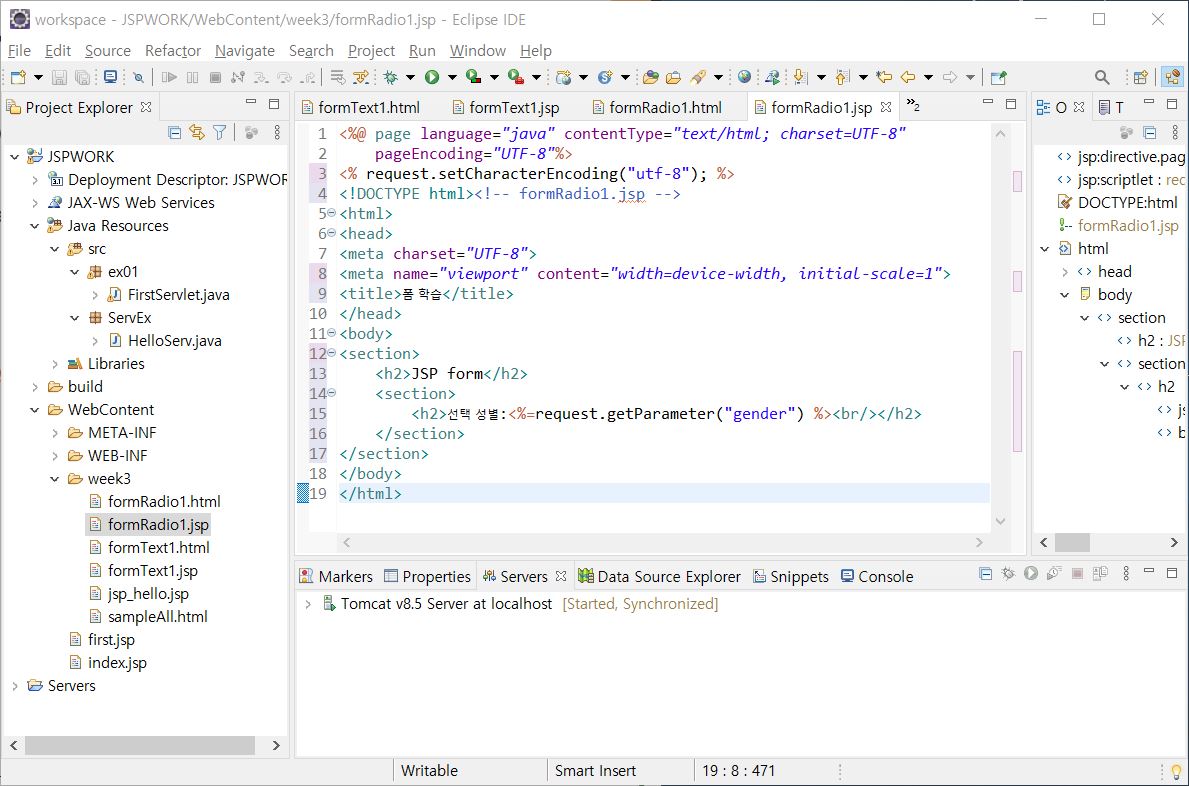 workspace - JSPWORK/WebContent/week3/formRadio1.jsp - Eclipse IDE
File Edit Source Refactor Navigate Search Project Run Window Help
Project Explorer
JSPWORK
Deployment Descriptor: JSPWOR
JAX-WS Web Services
Java Resources
src
ex01
FirstServlet.java
ServEx
HelloServ.java
Libraries
build
WebContent
META-INF
WEB-INF
week3
formRadio1.html
formRadio1.jsp
formText1.html
formText1.jsp
jsp_hello.jsp
sampleAll.html
first.jsp
index.jsp
Servers
formText1.html formText1.jsp formRadio1.html formRadio1.jsp »2
1 <%@ page language="java" contentType="text/html; charset=UTF-8"
2 pageEncoding="UTF-8"%>
3 <% request.setCharacterEncoding("utf-8"); %>
4 <!DOCTYPE html><!-- formRadio1.jsp -->
5 <html>
6 <head>
7 <meta charset="UTF-8">
8 <meta name="viewport" content="width=device-width, initial-scale=1">
9 <title>폼 학습</title>
10 </head>
11 <body>
12 <section>
13 <h2>JSP form</h2>
14 <section>
15 <h2>선택 성별:<%=request.getParameter("gender") %><br/></h2>
16 </section>
17 </section>
18 </body>
19 </html>
O T
jsp:directive.pag
jsp:scriptlet : rec
DOCTYPE:html
formRadio1.jsp
html
head
body
section
h2 : JSP
section
h2
js
b
Markers Properties Servers Data Source Explorer Snippets Console
Tomcat v8.5 Server at localhost [Started, Synchronized]
Writable Smart Insert 19 : 8 : 471